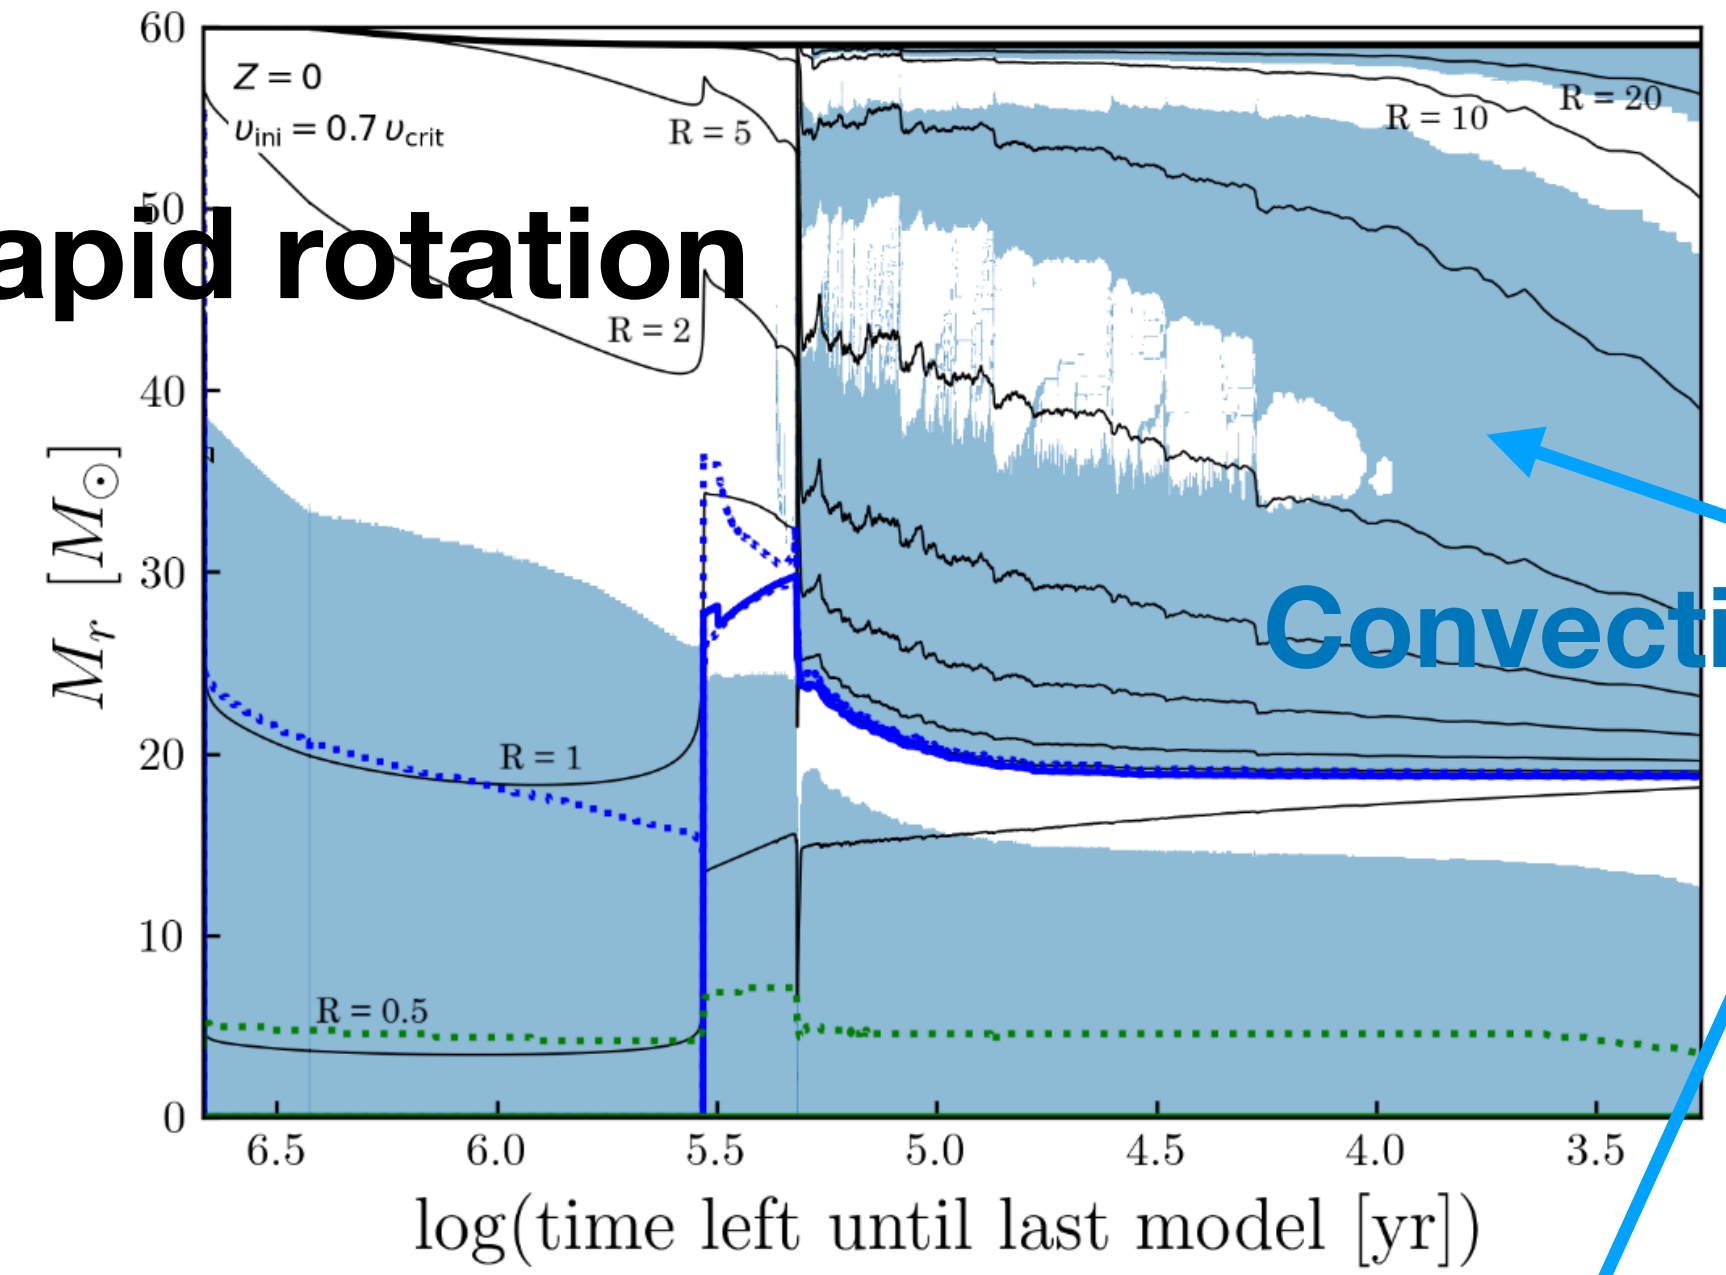 60
Z = 0
υini = 0.7 υcrit
R = 5
R = 10
R = 20
50
apid rotation
R = 2
40
Mr [M⊙]
30
Convecti
20
R = 1
10
R = 0.5
0
6.5 6.0 5.5 5.0 4.5 4.0 3.5
log(time left until last model [yr])